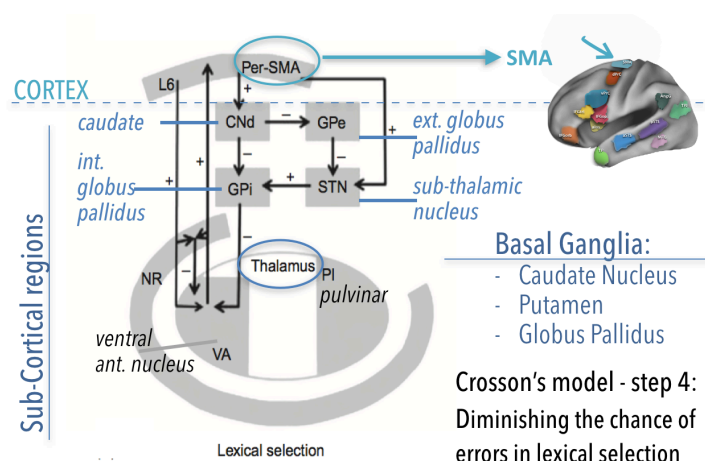 Per-SMA
SMA
L6
CORTEX
+
caudate
CNd
–
GPe
ext. globus
pallidus
+
+
–
–
int.
globus
pallidus
+
GPi
+
STN
sub-thalamic
nucleus
–
Sub-Cortical regions
Basal Ganglia:
- Caudate Nucleus
- Putamen
- Globus Pallidus
Thalamus
PI
pulvinar
NR
–
ventral
ant. nucleus
VA
Crosson's model - step 4:
Diminishing the chance of
errors in lexical selection
Lexical selection